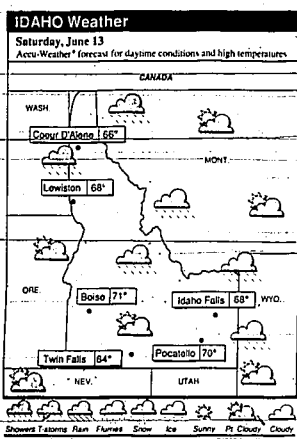 IDAHO Weather
Saturday, June 13
Accu-Weather® forecast for daytime conditions and high temperatures
CANADA
WASH.
Coeur D'Alene 66°
MONT.
Lewiston 68°
ORE.
Boise 71°
Idaho Falls 68°
WYO.
Twin Falls 64°
Pocatello 70°
NEV.
UTAH
Showers T-storms Rain Flurries Snow Ice Sunny Pt. Cloudy Cloudy